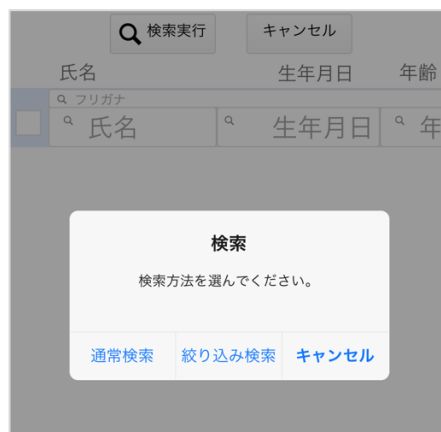 検索実行 キャンセル
氏名 生年月日 年齢
フリガナ
氏名 生年月日 年
検索
検索方法を選んでください。
通常検索 絞り込み検索 キャンセル